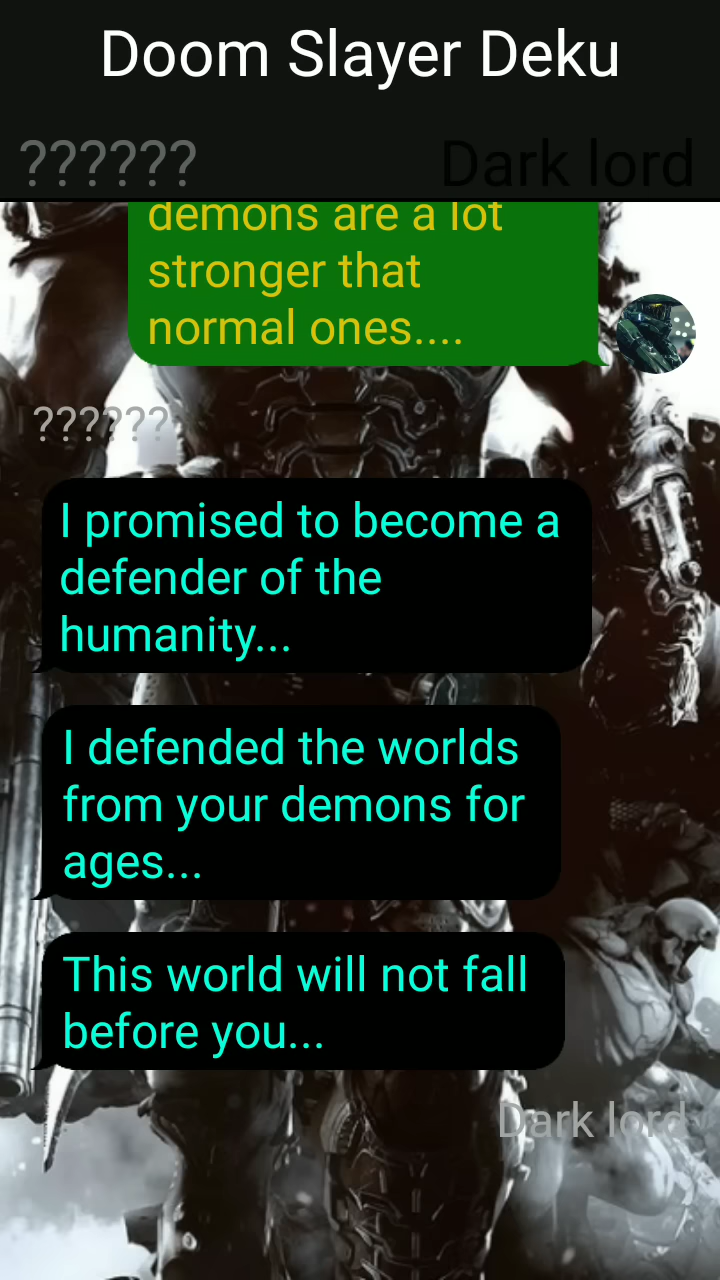 Doom Slayer Deku
?????? Dark lord
demons are a lot
stronger that
normal ones....
??????
I promised to become a
defender of the
humanity...
I defended the worlds
from your demons for
ages...
This world will not fall
before you...
Dark lord